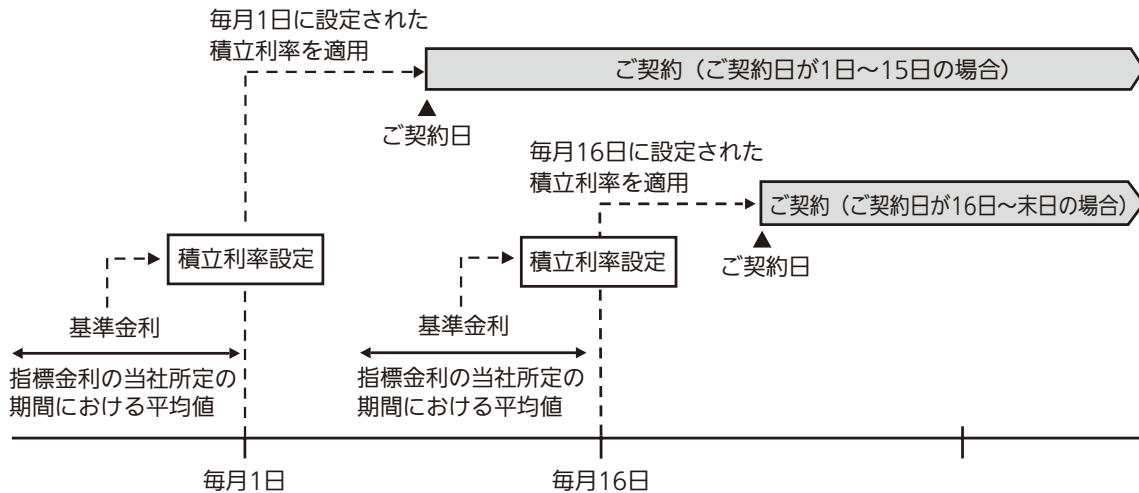 毎月1日に設定された
積立利率を適用
ご契約（ご契約日が1日～15日の場合）
ご契約日
毎月16日に設定された
積立利率を適用
ご契約（ご契約日が16日～末日の場合）
ご契約日
積立利率設定
積立利率設定
基準金利
基準金利
指標金利の当社所定の
期間における平均値
指標金利の当社所定の
期間における平均値
毎月1日
毎月16日